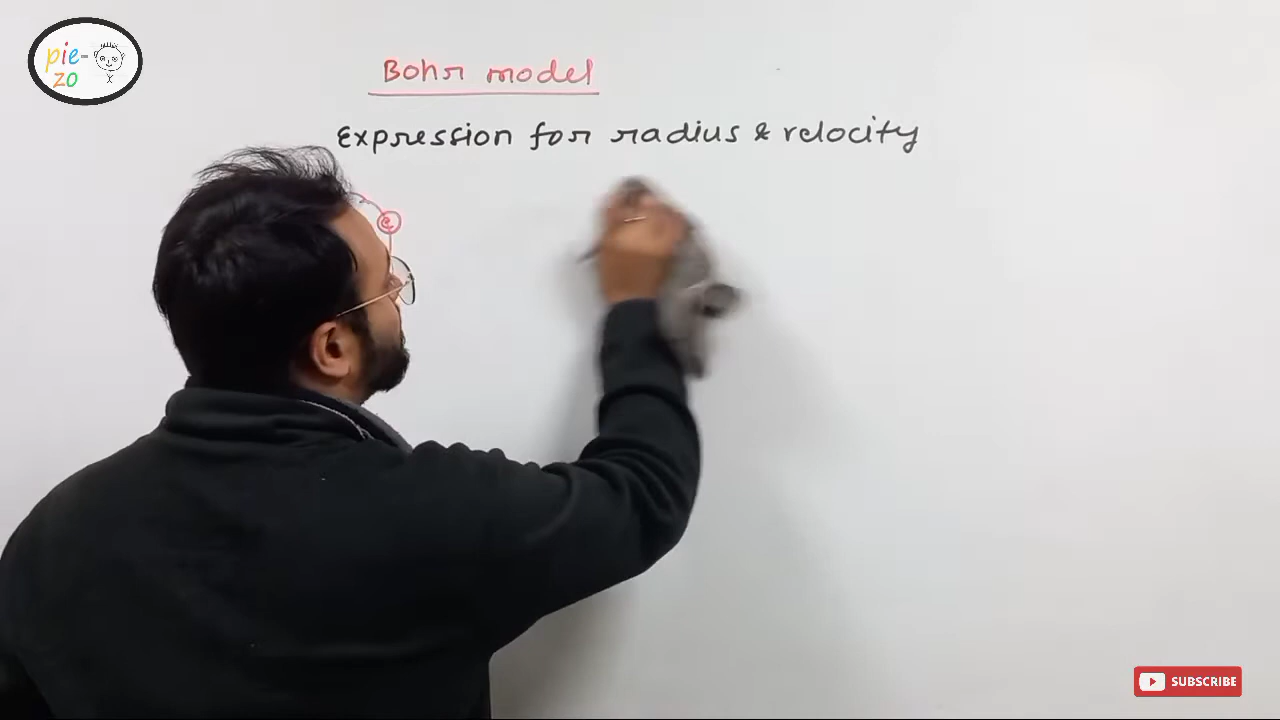 pie-
zo
Bohr model
Expression for radius & velocity
e
SUBSCRIBE